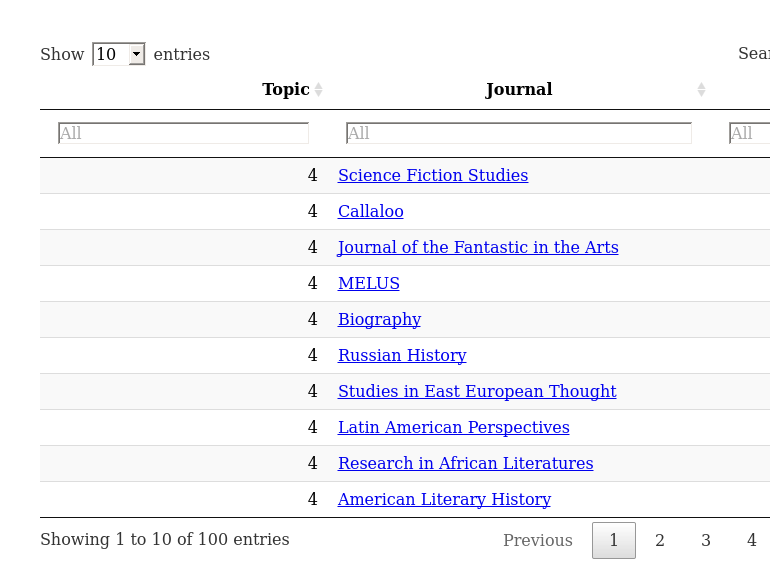 Show 10 entries
Topic Journal
All All All
4 Science Fiction Studies
4 Callaloo
4 Journal of the Fantastic in the Arts
4 MELUS
4 Biography
4 Russian History
4 Studies in East European Thought
4 Latin American Perspectives
4 Research in African Literatures
4 American Literary History
Showing 1 to 10 of 100 entries Previous 1 2 3 4